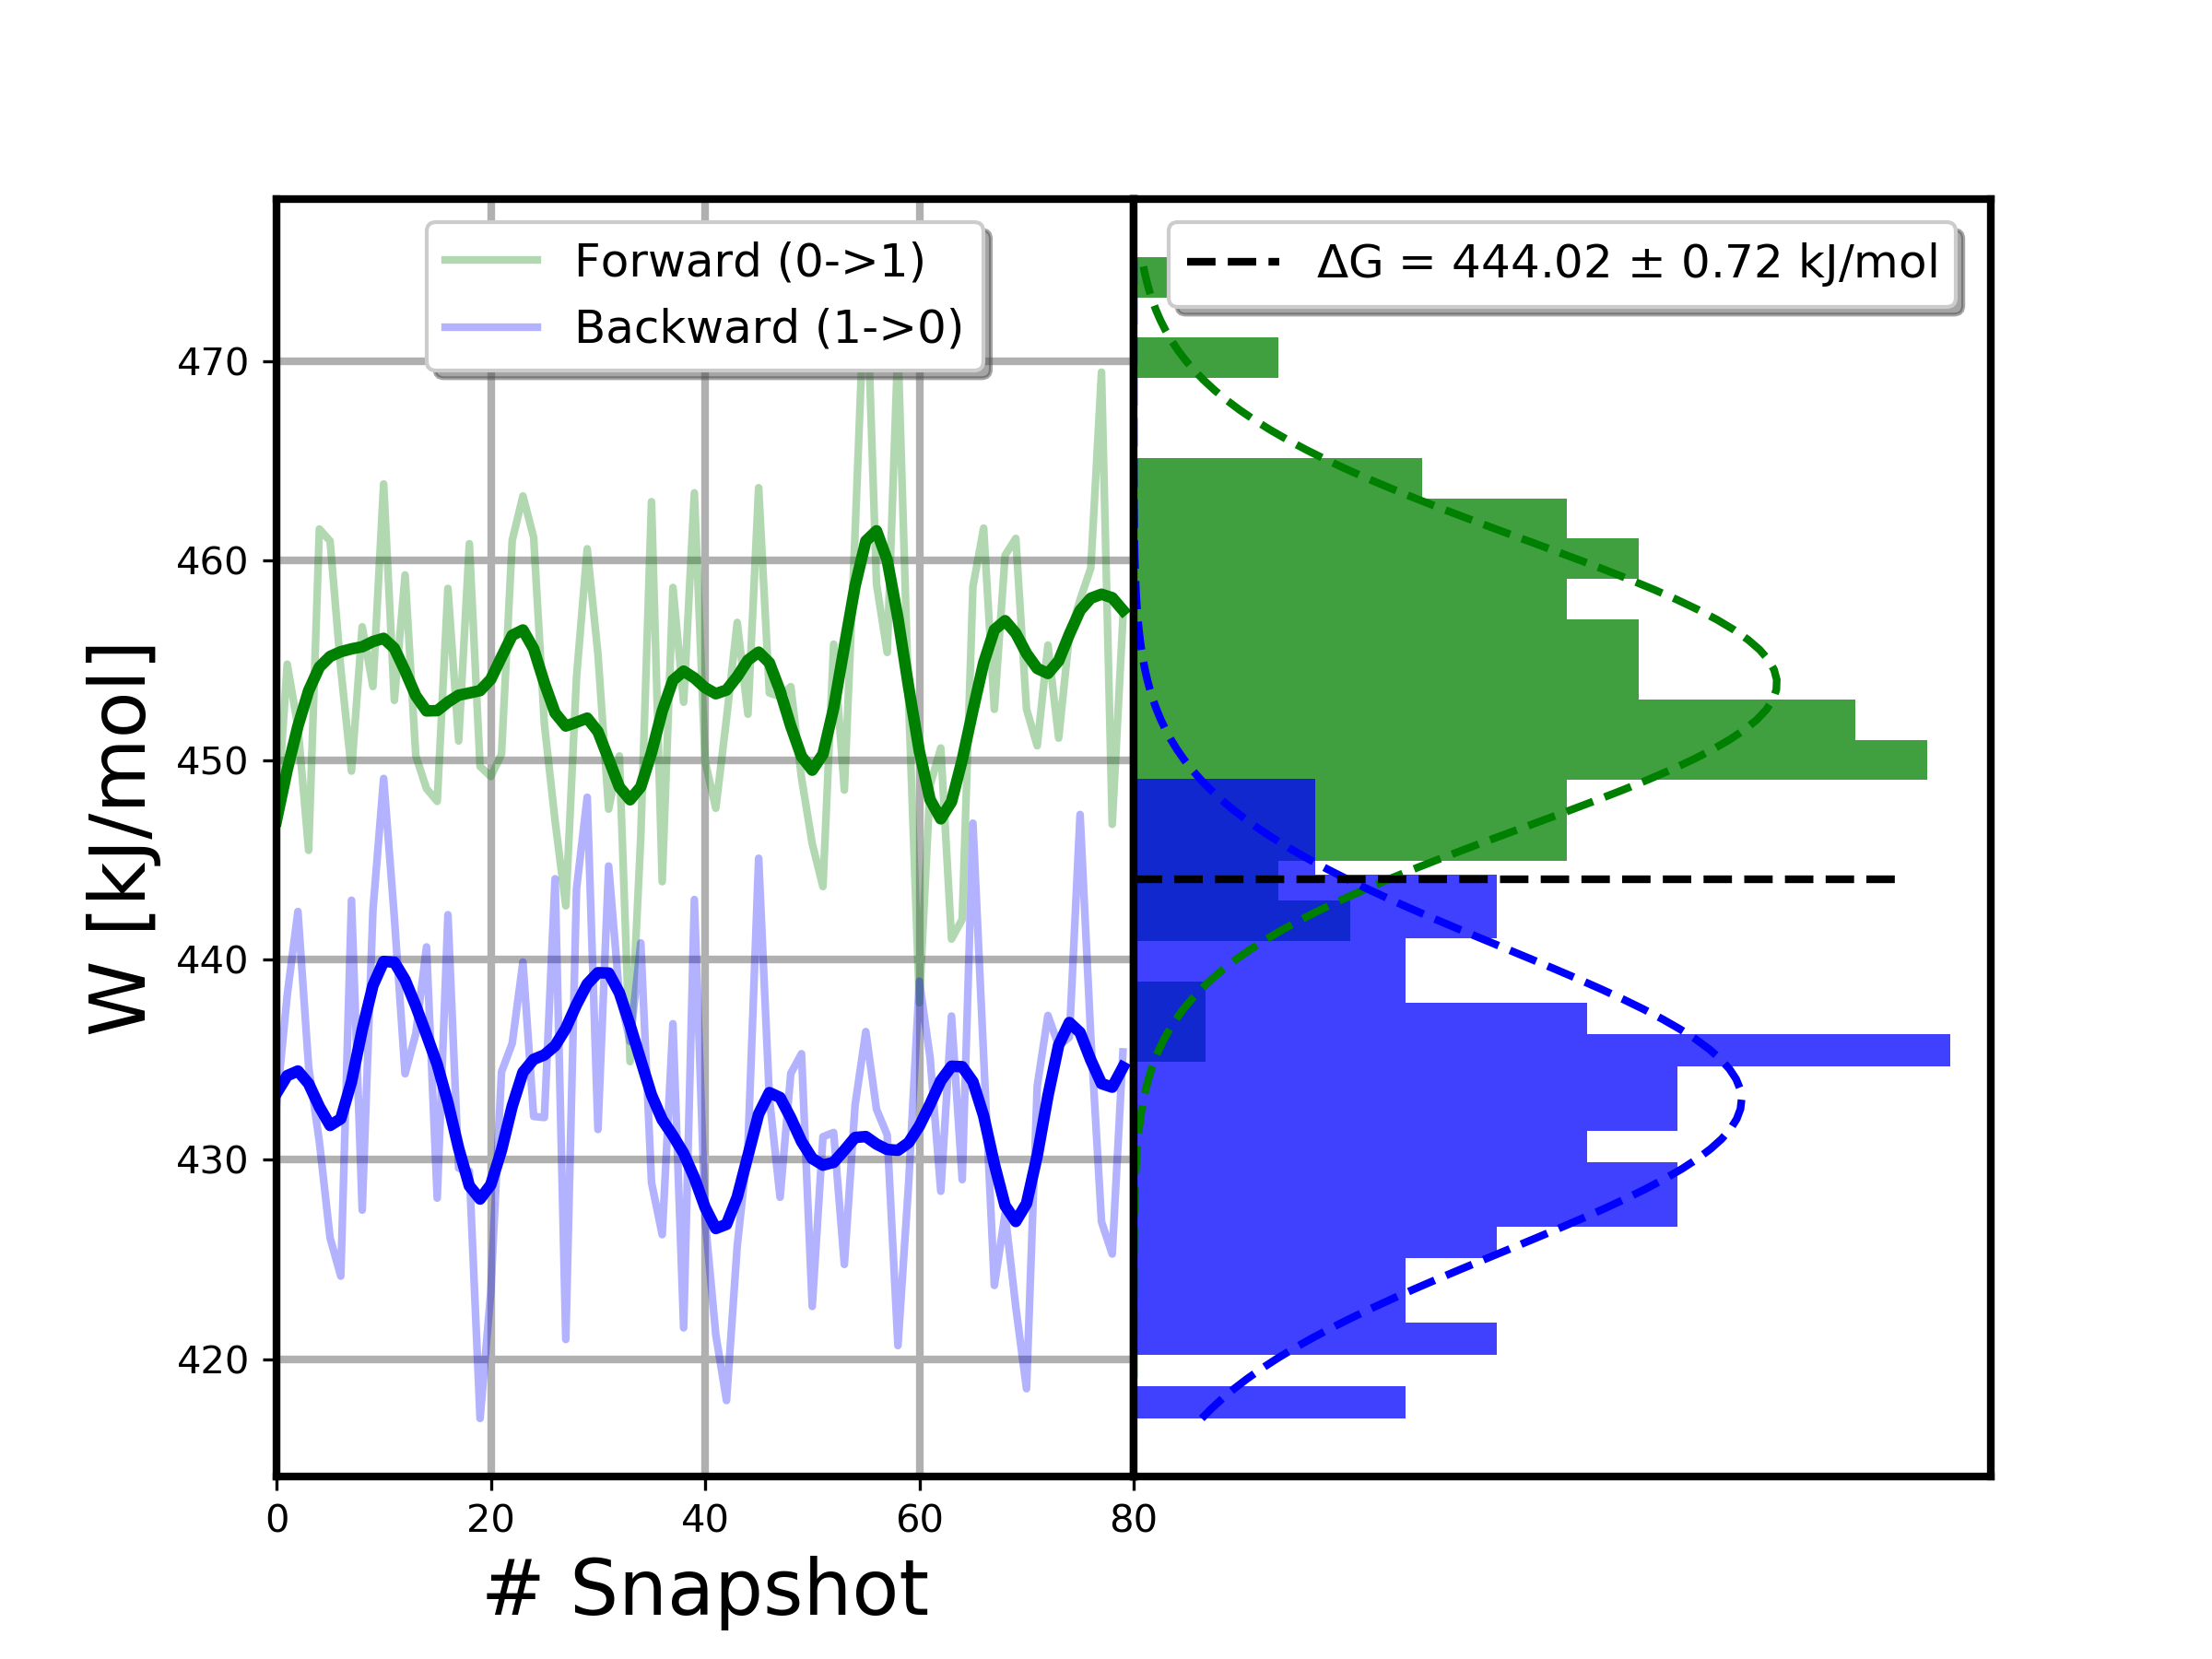 Forward (0->1)
Backward (1->0)
ΔG = 444.02 ± 0.72 kJ/mol
W [kJ/mol]
470
460
450
440
430
420
0 20 40 60 80
# Snapshot